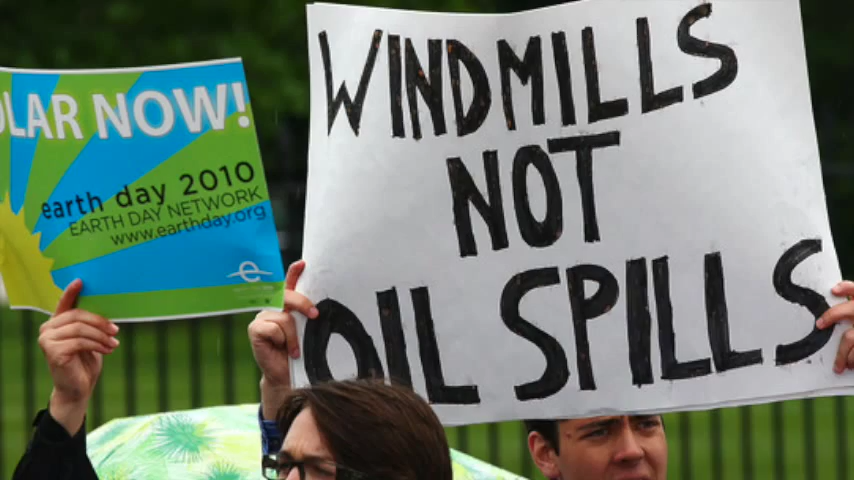 OLAR NOW!
earth day 2010
EARTH DAY NETWORK
www.earthday.org
e
WINDMILLS
NOT
OIL SPILLS